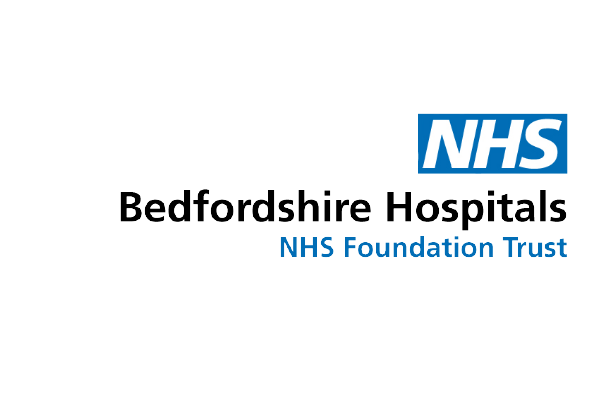 NHS
Bedfordshire Hospitals
NHS Foundation Trust